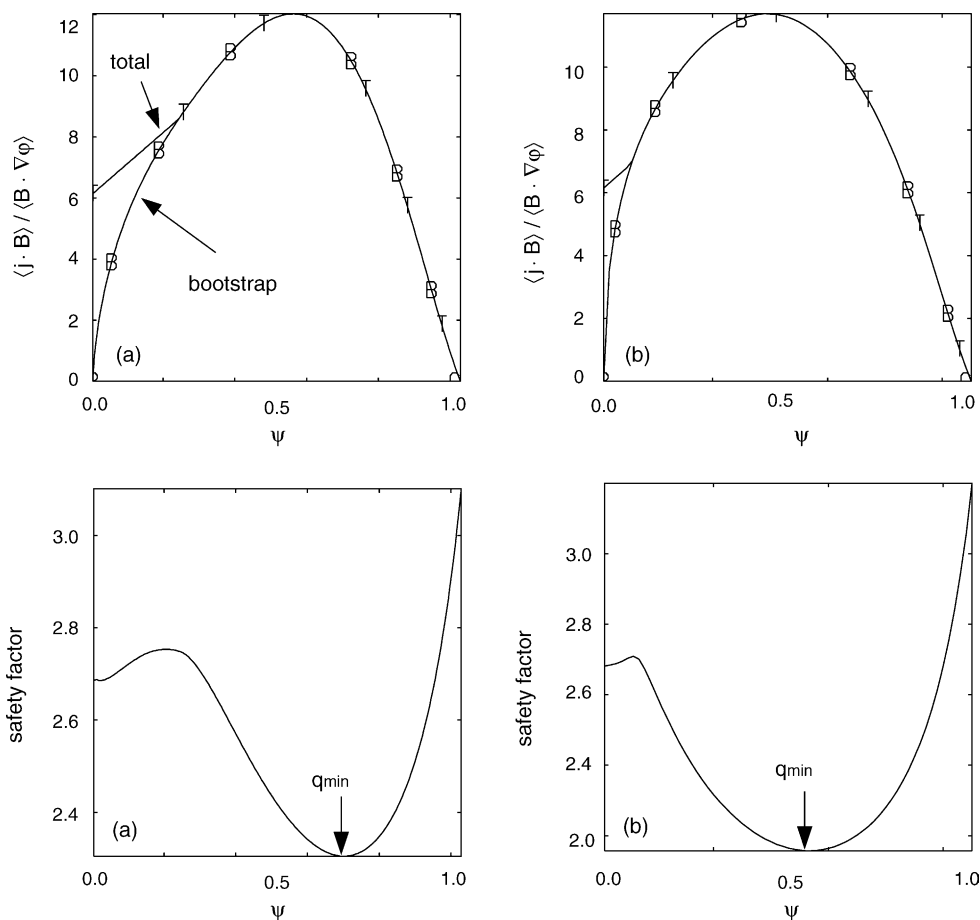 12
10
8
6
4
2
0
⟨j · B⟩ / ⟨B · ∇φ⟩
total
bootstrap
T
T
T
T
T
B
B
B
B
B
B
B
(a)
0.0
0.5
1.0
ψ
10
8
6
4
2
0
⟨j · B⟩ / ⟨B · ∇φ⟩
T
T
T
T
T
B
B
B
B
B
B
(b)
0.0
0.5
1.0
ψ
3.0
2.8
2.6
2.4
safety factor
qmin
(a)
0.0
0.5
1.0
ψ
3.0
2.8
2.6
2.4
2.0
safety factor
qmin
(b)
0.0
0.5
1.0
ψ